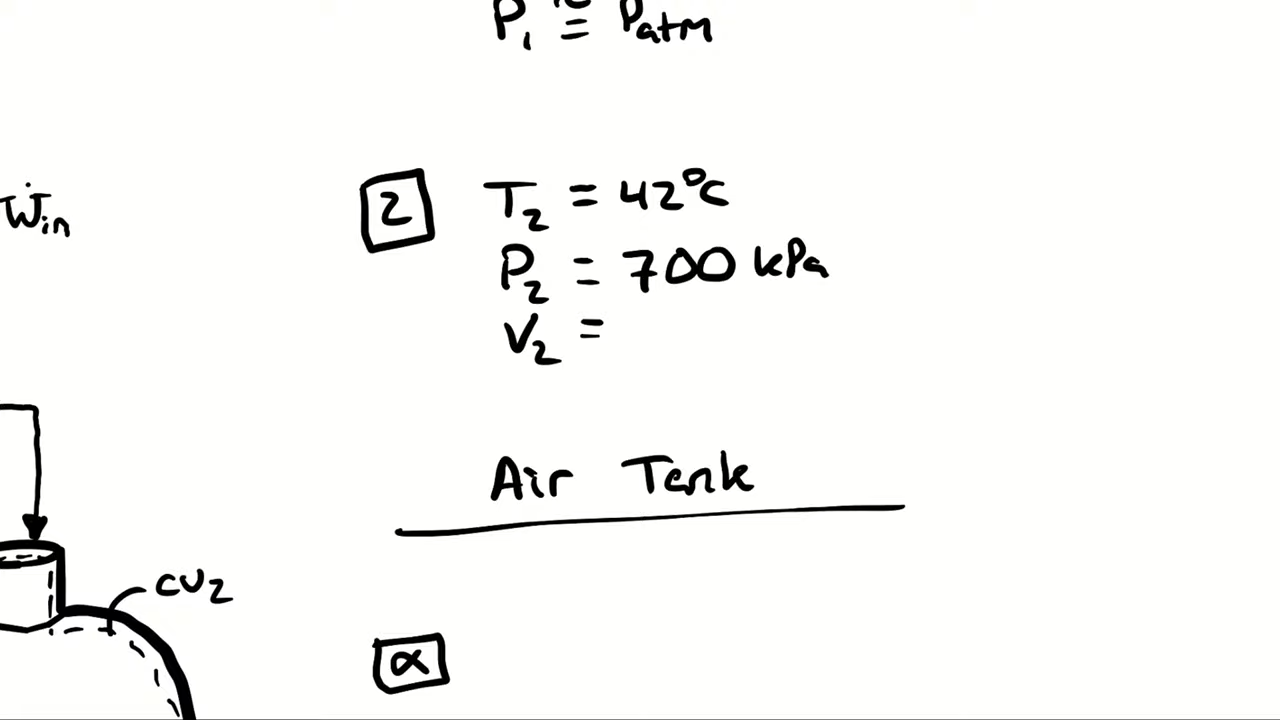 P₁ = Patm
Ẇin
2
T₂ = 42°C
P₂ = 700 kPa
V₂ =
Air Tank
CV2
α